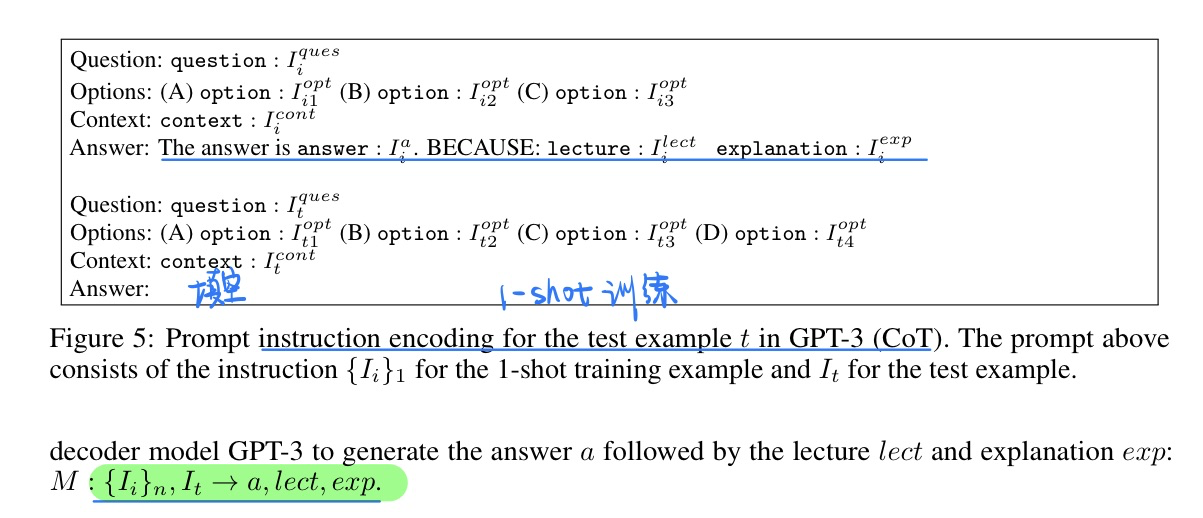 Question: question : I_i^{ques}
Options: (A) option : I_{i1}^{opt} (B) option : I_{i2}^{opt} (C) option : I_{i3}^{opt}
Context: context : I_i^{cont}
Answer: The answer is answer : I_i^a. BECAUSE: lecture : I_i^{lect} explanation : I_i^{exp}
Question: question : I_t^{ques}
Options: (A) option : I_{t1}^{opt} (B) option : I_{t2}^{opt} (C) option : I_{t3}^{opt} (D) option : I_{t4}^{opt}
Context: context : I_t^{cont}
Answer: 填空 1-shot 训练
Figure 5: Prompt instruction encoding for the test example t in GPT-3 (CoT). The prompt above
consists of the instruction {I_i}_1 for the 1-shot training example and I_t for the test example.
decoder model GPT-3 to generate the answer a followed by the lecture lect and explanation exp:
M : {I_i}_n, I_t → a, lect, exp.